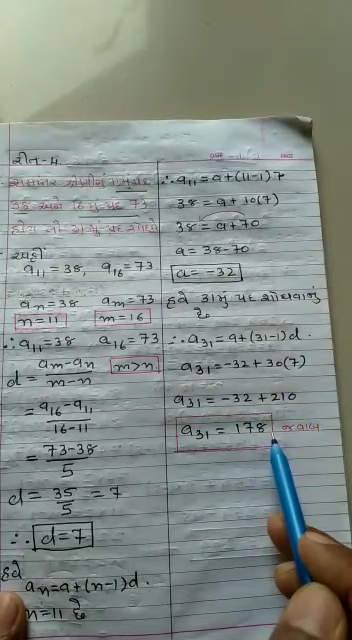 રીત-4
સમાંતર શ્રેણીનું 11મું પદ
38 અને 16મું પદ 73
હોય તો 31મું પદ શોધો
અહીં
a₁₁ = 38, a₁₆ = 73
aₙ = 38 aₘ = 73
n = 11 m = 16
∴ a₁₁ = 38 a₁₆ = 73
d = aₘ - aₙ / m - n m > n
= a₁₆ - a₁₁ / 16 - 11
= 73 - 38 / 5
d = 35/5 = 7
∴ d = 7
હવે
aₙ = a + (n-1) d.
n = 11 છે
PAGE
∴ a₁₁ = a + (11-1) 7
38 = a + 10(7)
38 = a + 70
a = 38 - 70
a = -32
હવે 31મું પદ શોધવાનું
છે
∴ a₃₁ = a + (31-1) d.
a₃₁ = -32 + 30(7)
a₃₁ = -32 + 210
a₃₁ = 178 જવાબ